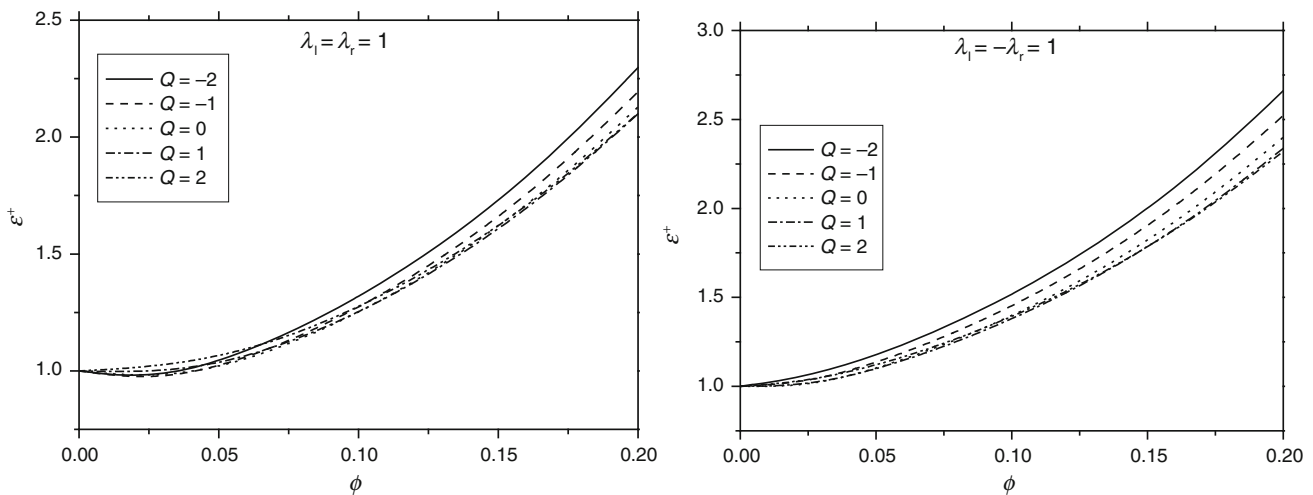 2.5
λl = λr = 1
Q = −2
Q = −1
Q = 0
Q = 1
Q = 2
2.0
1.5
1.0
ε+
0.00
0.05
0.10
0.15
0.20
ϕ
3.0
λl = −λr = 1
2.5
Q = −2
Q = −1
Q = 0
Q = 1
Q = 2
2.0
1.5
1.0
ε+
0.00
0.05
0.10
0.15
0.20
ϕ